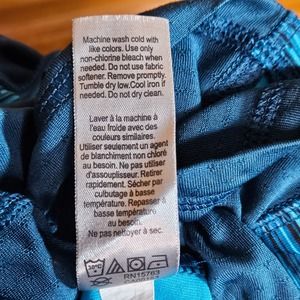 Machine wash cold with
like colors. Use only
non-chlorine bleach when
needed. Do not use fabric
softener. Remove promptly.
Tumble dry low. Cool iron if
needed. Do not dry clean.
Laver à la machine à
l'eau froide avec des
couleurs similaires.
Utiliser seulement un
agent de blanchiment non chloré
au besoin. Ne pas utiliser
d'assouplisseur. Retirer
rapidement. Sécher par
culbutage à basse
température. Repasser à
basse température
au besoin. Ne pas
nettoyer à sec.
30°C
RN15763